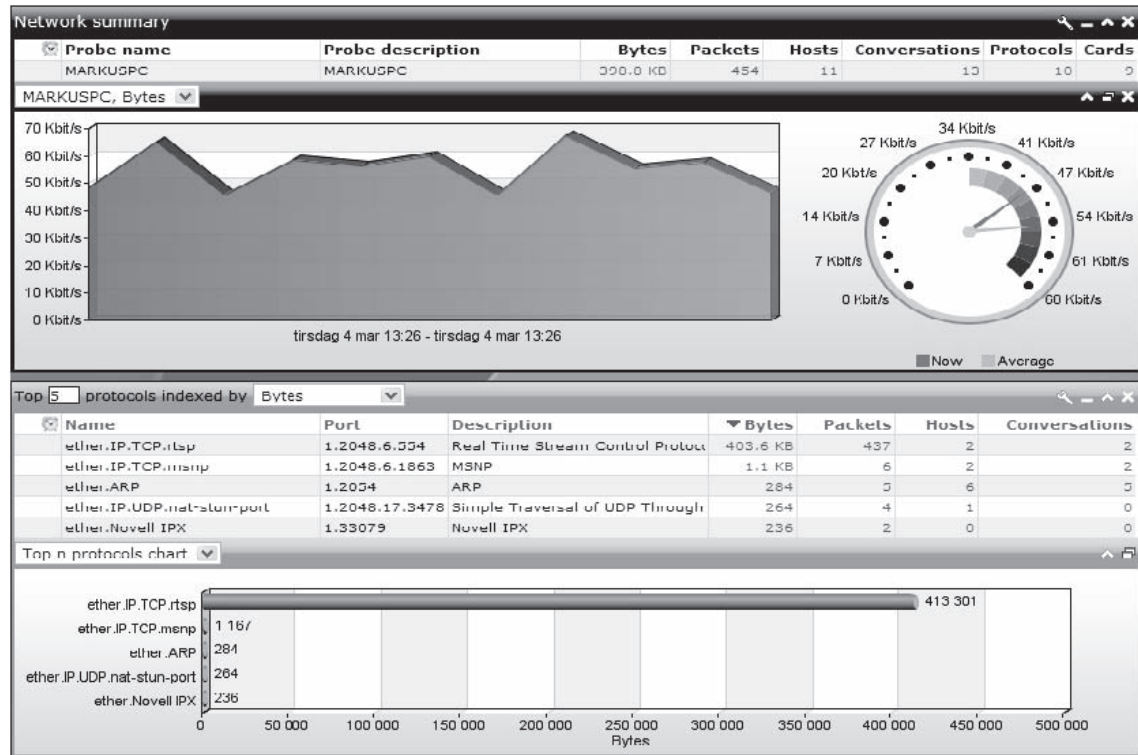 Network summary
Probe name Probe description Bytes Packets Hosts Conversations Protocols Cards
MARKUSPC MARKUSPC KB 454 11 13 10 9
MARKUSPC, Bytes
70 Kbit/s
60 Kbit/s
50 Kbit/s
40 Kbit/s
30 Kbit/s
20 Kbit/s
10 Kbit/s
0 Kbit/s
tirsdag 4 mar 13:26 - tirsdag 4 mar 13:26
34 Kbit/s
27 Kbit/s 41 Kbit/s
20 Kbit/s 47 Kbit/s
14 Kbit/s 54 Kbit/s
7 Kbit/s 61 Kbit/s
0 Kbit/s Kbit/s
Now Average
Top 5 protocols indexed by Bytes
Name Port Description Bytes Packets Hosts Conversations
ether.IP.TCP.rtsp 1.2048.6.554 Real Time Stream Control Protocol 403.6 KB 437 2 2
ether.IP.TCP.msnp 1.2048.6.1863 MSNP 1.1 KB 6 2 2
ether.ARP 1.2054 ARP 284 5 6 5
ether.IP.UDP.nat-stun-port 1.2048.17.3478 Simple Traversal of UDP Through 264 4 1 0
ether.Novell IPX 1.33079 Novell IPX 236 2 0 0
Top n protocols chart
ether.IP.TCP.rtsp 413 301
ether.IP.TCP.msnp 1 167
ether.ARP 284
ether.IP.UDP.nat-stun-port 264
ether.Novell IPX 236
0 50 000 100 000 150 000 200 000 250 000 300 000 350 000 400 000 450 000 500 000
Bytes